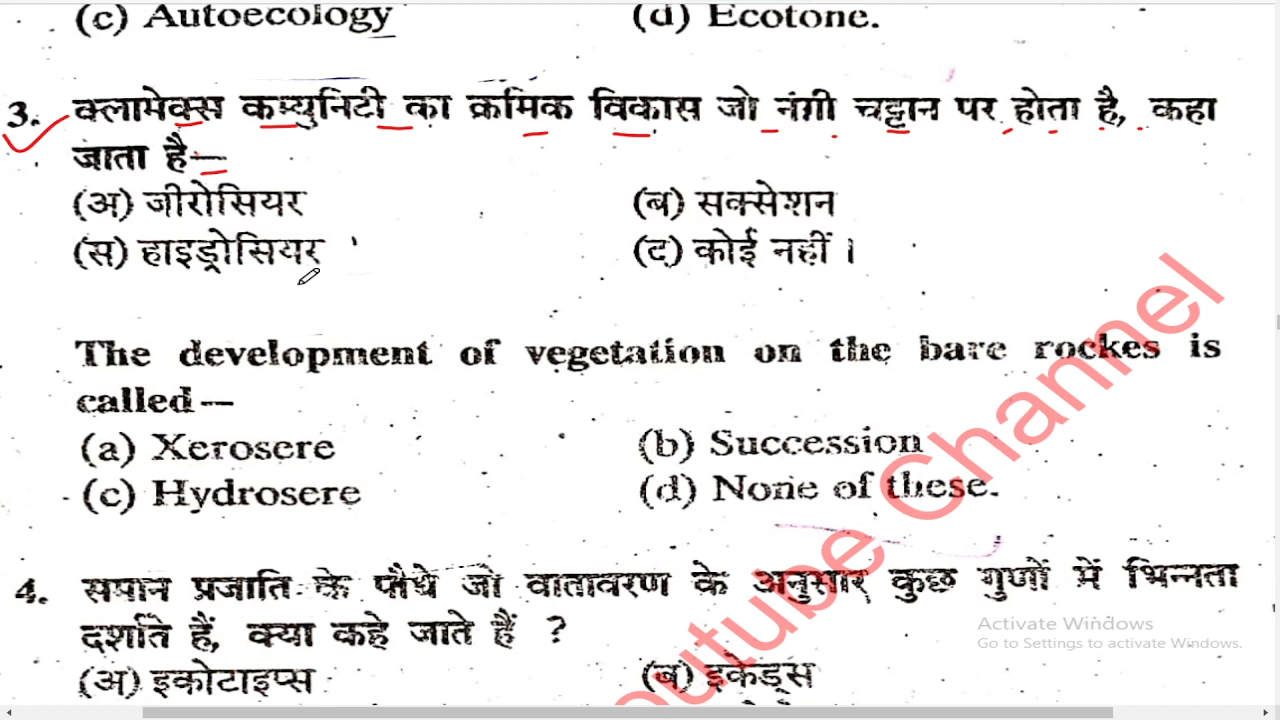 (c) Autoecology (d) Ecotone.
3. क्लामेक्स कम्युनिटी का क्रमिक विकास जो नंगी चट्टान पर होता है, कहा
जाता है—
(अ) जीरोसियर (ब) सक्सेशन
(स) हाइड्रोसियर (द) कोई नहीं ।
The development of vegetation on the bare rockes is
called—
(a) Xerosere (b) Succession
(c) Hydrosere (d) None of these.
4. समान प्रजाति के पौधे जो वातावरण के अनुसार कुछ गुणों में भिन्नता
दर्शाते हैं, क्या कहे जाते हैं ?
(अ) इकोटाइप्स (ब) इकेड्स
outube Channel
Activate Windows
Go to Settings to activate Windows.